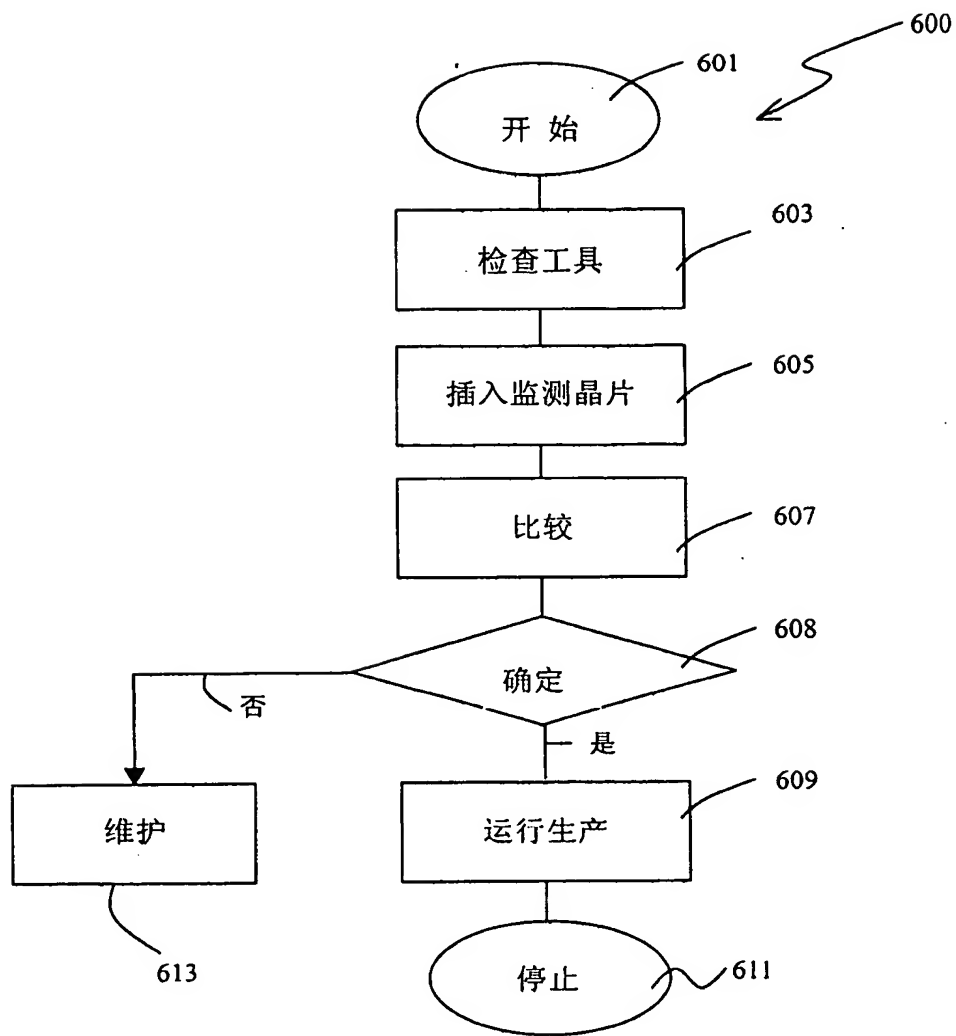 600
601
开始
603
检查工具
605
插入监测晶片
607
比较
608
确定
否
是
609
维护
运行生产
613
停止
611